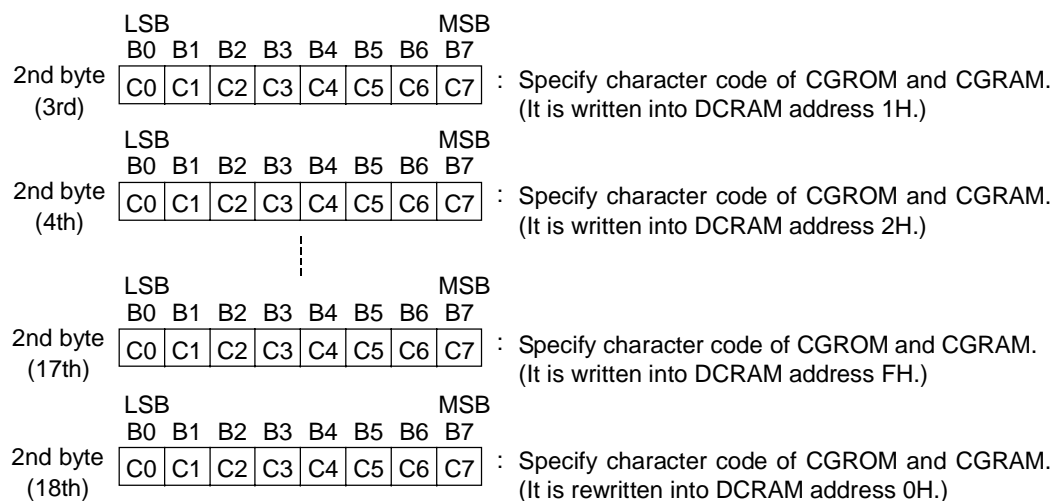 LSB MSB
B0 B1 B2 B3 B4 B5 B6 B7
2nd byte C0 C1 C2 C3 C4 C5 C6 C7 : Specify character code of CGROM and CGRAM.
(3rd) (It is written into DCRAM address 1H.)
LSB MSB
B0 B1 B2 B3 B4 B5 B6 B7
2nd byte C0 C1 C2 C3 C4 C5 C6 C7 : Specify character code of CGROM and CGRAM.
(4th) (It is written into DCRAM address 2H.)
LSB MSB
B0 B1 B2 B3 B4 B5 B6 B7
2nd byte C0 C1 C2 C3 C4 C5 C6 C7 : Specify character code of CGROM and CGRAM.
(17th) (It is written into DCRAM address FH.)
LSB MSB
B0 B1 B2 B3 B4 B5 B6 B7
2nd byte C0 C1 C2 C3 C4 C5 C6 C7 : Specify character code of CGROM and CGRAM.
(18th) (It is rewritten into DCRAM address 0H.)